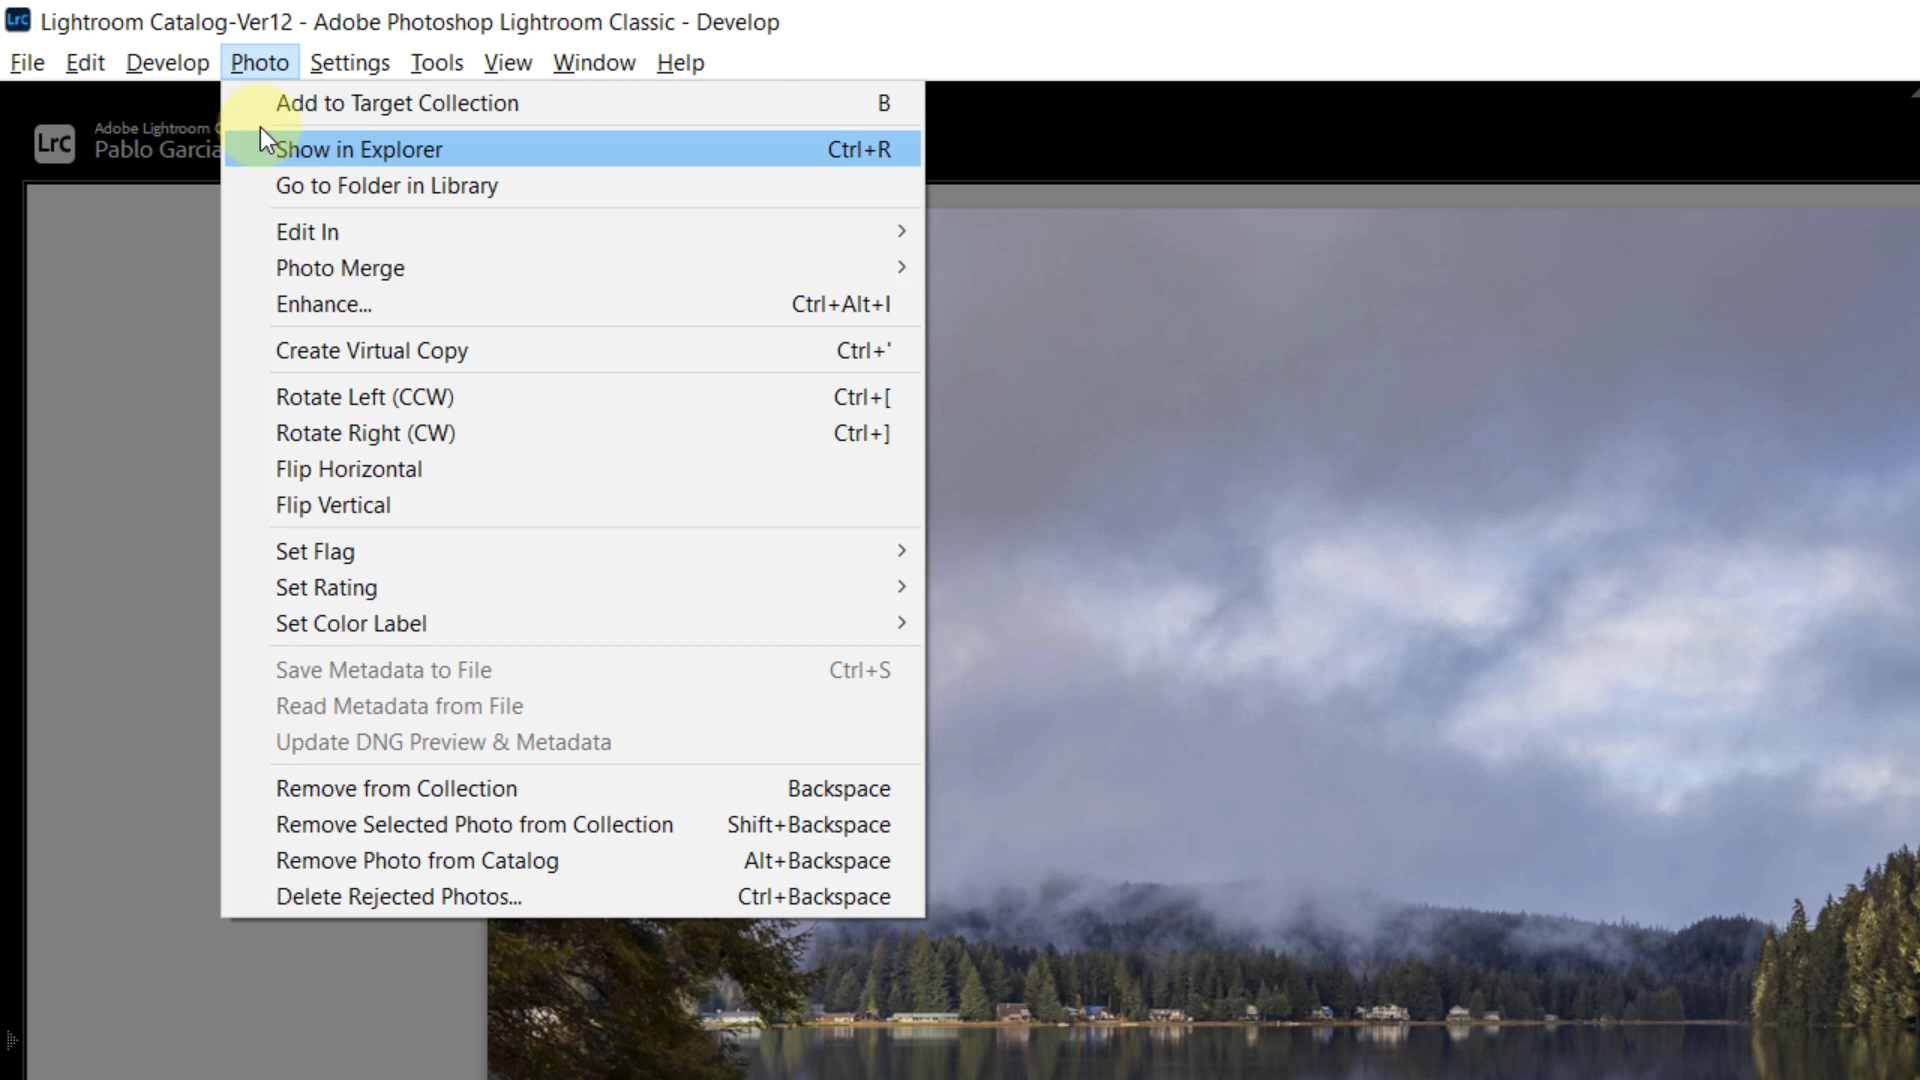 LrC Lightroom Catalog-Ver12 - Adobe Photoshop Lightroom Classic - Develop
File Edit Develop Photo Settings Tools View Window Help
Add to Target Collection B
LrC Adobe Lightroom C
Pablo Garcia
Show in Explorer Ctrl+R
Go to Folder in Library
Edit In
Photo Merge
Enhance... Ctrl+Alt+I
Create Virtual Copy Ctrl+'
Rotate Left (CCW) Ctrl+[
Rotate Right (CW) Ctrl+]
Flip Horizontal
Flip Vertical
Set Flag
Set Rating
Set Color Label
Save Metadata to File Ctrl+S
Read Metadata from File
Update DNG Preview & Metadata
Remove from Collection Backspace
Remove Selected Photo from Collection Shift+Backspace
Remove Photo from Catalog Alt+Backspace
Delete Rejected Photos... Ctrl+Backspace